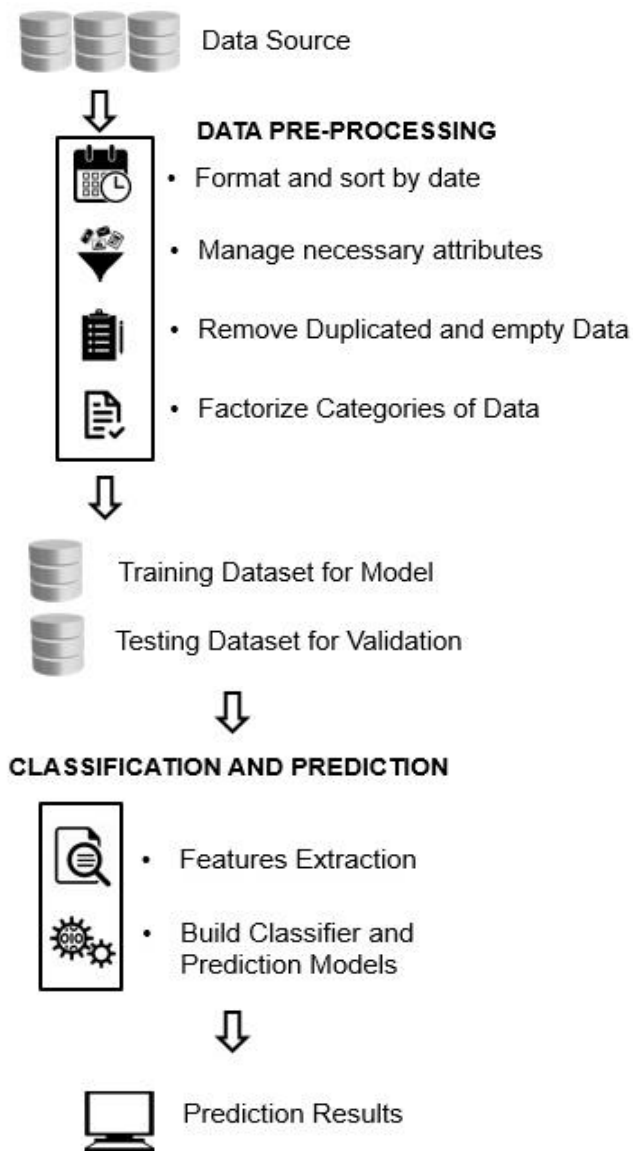 Data Source
DATA PRE-PROCESSING
• Format and sort by date
• Manage necessary attributes
• Remove Duplicated and empty Data
• Factorize Categories of Data
Training Dataset for Model
Testing Dataset for Validation
CLASSIFICATION AND PREDICTION
• Features Extraction
• Build Classifier and
Prediction Models
Prediction Results